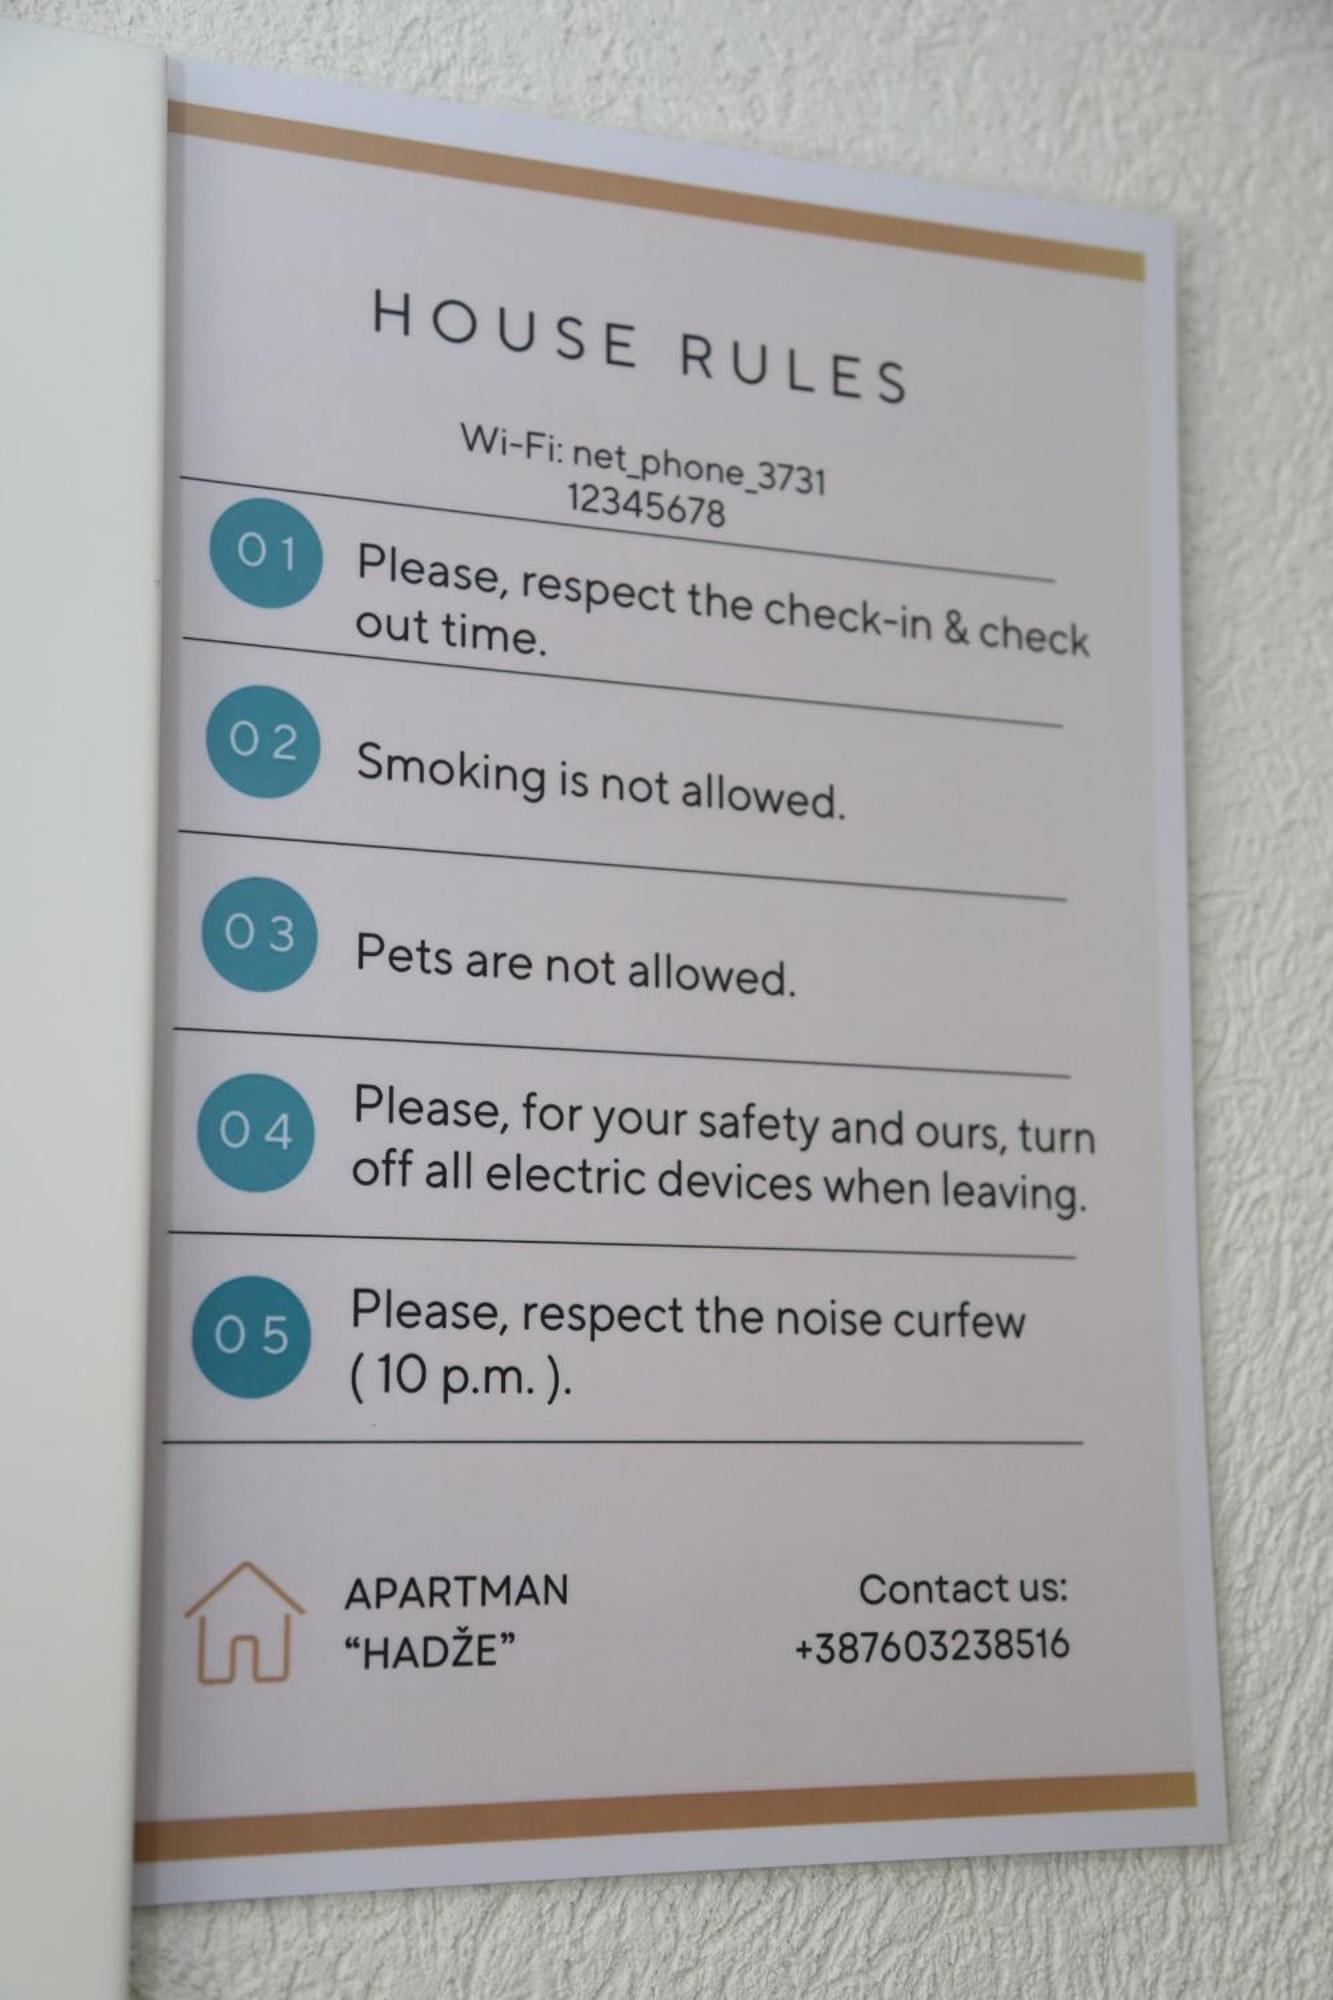 HOUSE RULES
Wi-Fi: net_phone_3731
12345678
01
Please, respect the check-in & check
out time.
02
Smoking is not allowed.
03
Pets are not allowed.
04
Please, for your safety and ours, turn
off all electric devices when leaving.
05
Please, respect the noise curfew
( 10 p.m. ).
APARTMAN
“HADŽE”
Contact us:
+387603238516